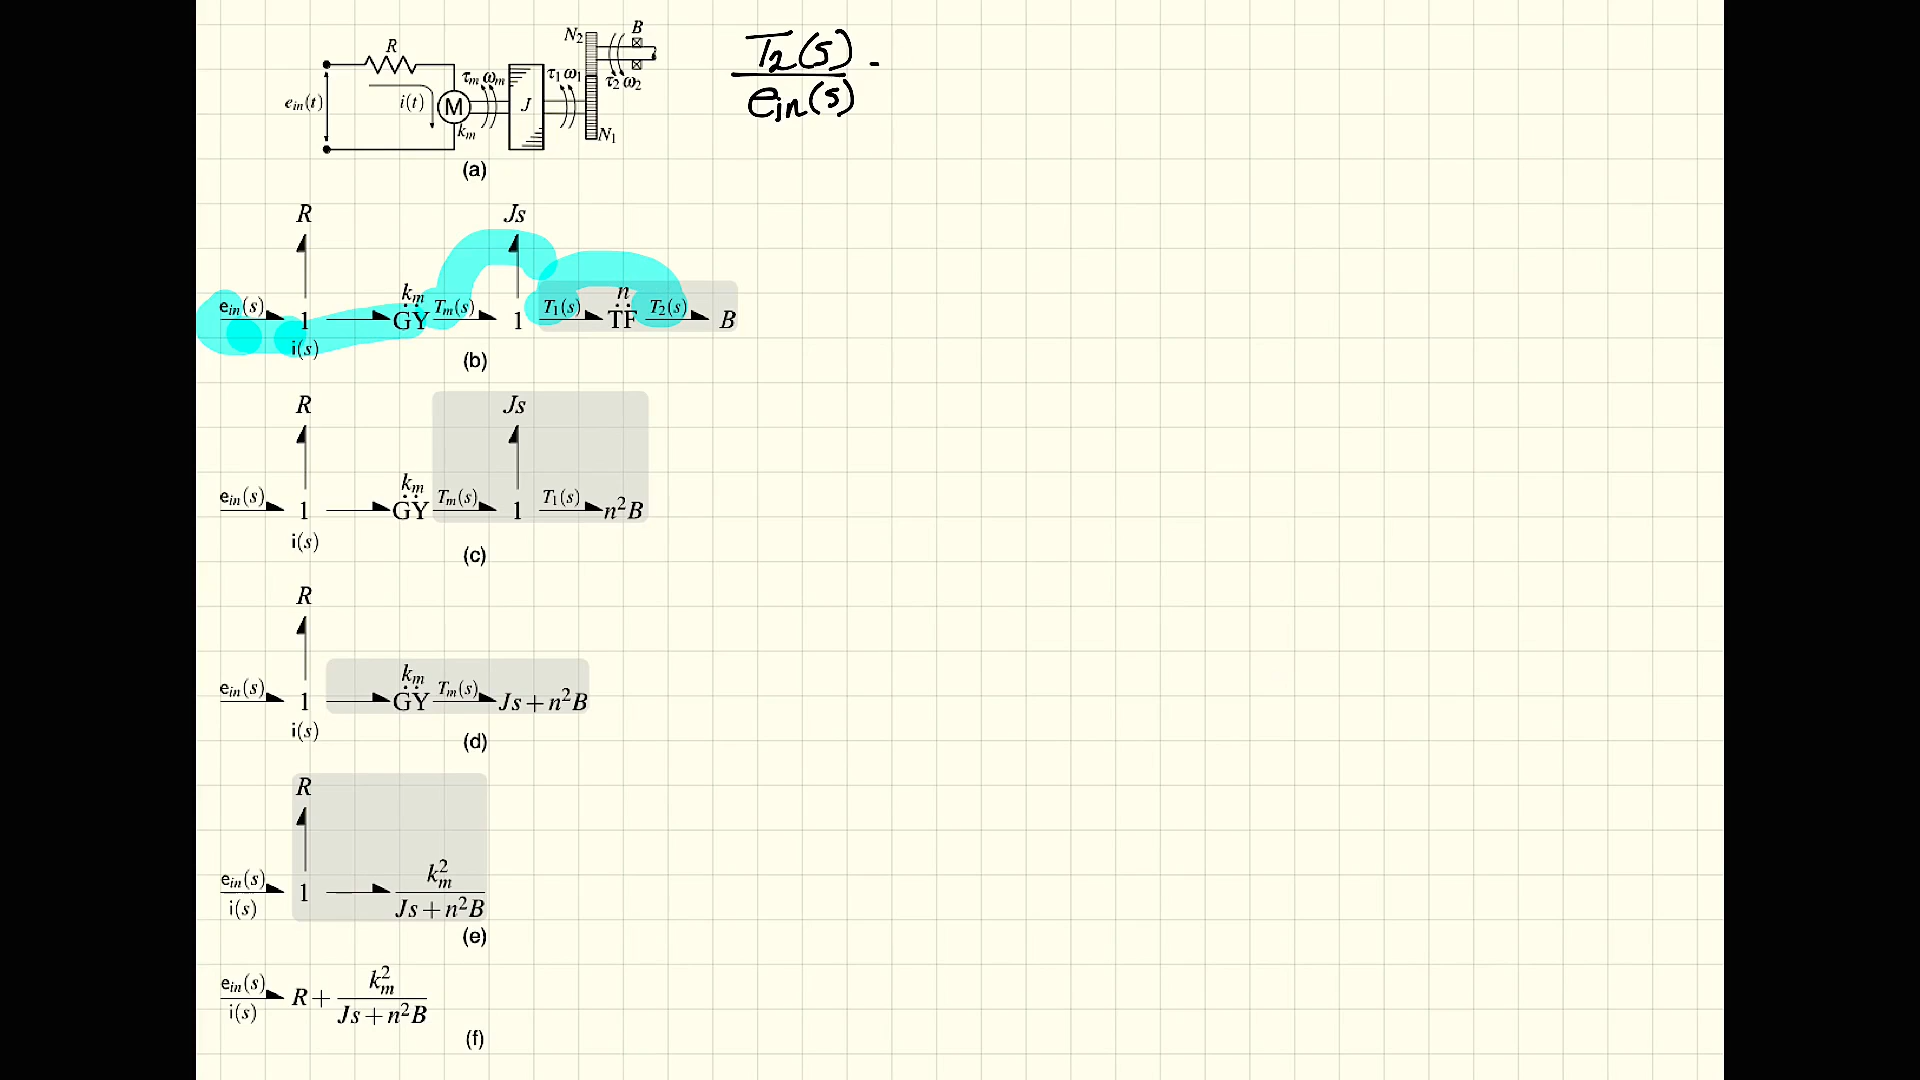 R
N₂
B
τₘ ωₘ
τ₁ ω₁
τ₂ ω₂
eᵢₙ(t)
i(t)
M
J
kₘ
N₁
(a)
T₂(s)
eᵢₙ(s)
R
Js
eᵢₙ(s) 1 kₘ GY Tₘ(s) 1 T₁(s) n TF T₂(s) B
i(s)
(b)
R
Js
eᵢₙ(s) 1 kₘ GY Tₘ(s) 1 T₁(s) n²B
i(s)
(c)
R
eᵢₙ(s) 1 kₘ GY Tₘ(s) Js + n²B
i(s)
(d)
R
eᵢₙ(s) 1 kₘ²
i(s) Js + n²B
(e)
eᵢₙ(s) R + kₘ²
i(s) Js + n²B
(f)